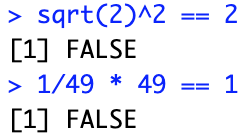 > sqrt(2)^2 == 2
[1] FALSE
> 1/49 * 49 == 1
[1] FALSE